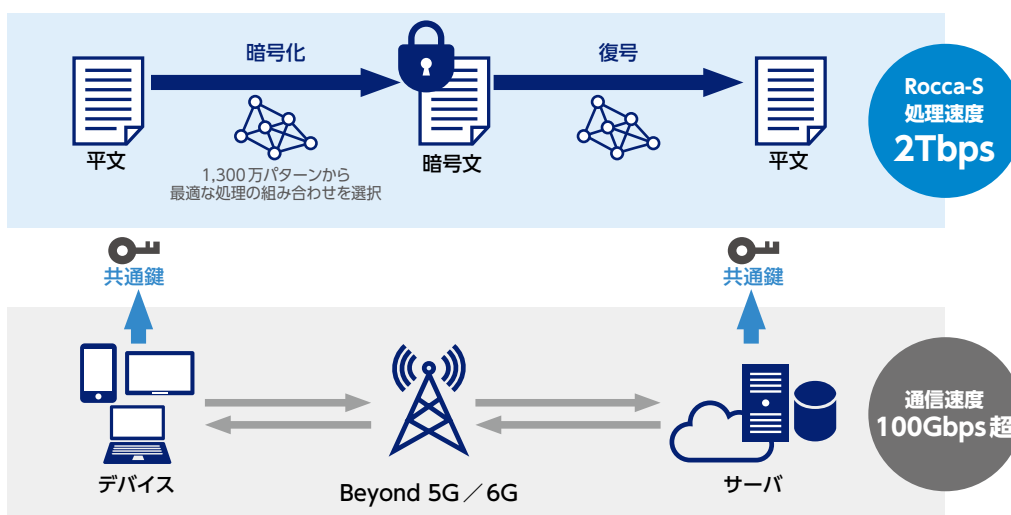 暗号化
復号
平文
1,300万パターンから
最適な処理の組み合わせを選択
暗号文
平文
Rocca-S
処理速度
2Tbps
共通鍵
共通鍵
デバイス
Beyond 5G／6G
サーバ
通信速度
100Gbps超